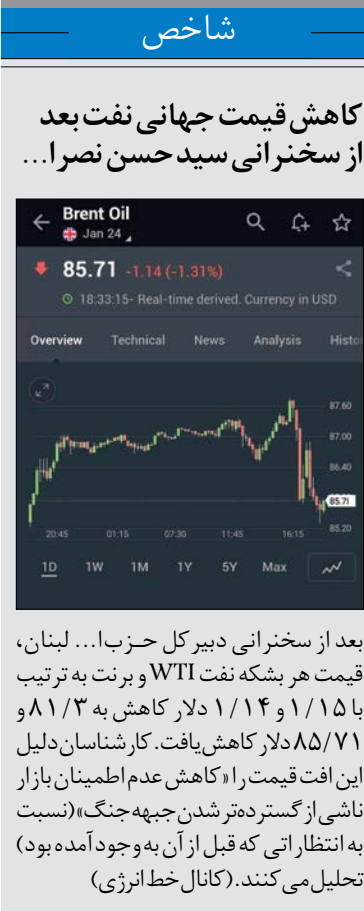 شاخص
کاهش قیمت جهانی نفت بعد
از سخنرانی سید حسن نصرا...
Brent Oil
Jan 24
85.71 -1.14 (-1.31%)
18:33:15- Real-time derived. Currency in USD
Overview Technical News Analysis Histo
87.60
87.00
86.40
85.71
85.20
20:45 01:15 07:30 11:45 16:15
1D 1W 1M 1Y 5Y Max
بعد از سخنرانی دبیر کل حـزب ا... لبنان،
قیمت هر بشکه نفت WTI و برنت به ترتیب
با ۱/۱۵ و ۱/۱۴ دلار کاهش به ۸۱/۳ و
۸۵/۷۱ دلار کاهش یافت. کارشناسان دلیل
این افت قیمت را «کاهش عدم اطمینان بازار
ناشی از گسترده‌تر شدن جبهه جنگ» (نسبت
به انتظاراتی که قبل از آن به وجود آمده بود)
تحلیل می‌کنند. (کانال خط انرژی)